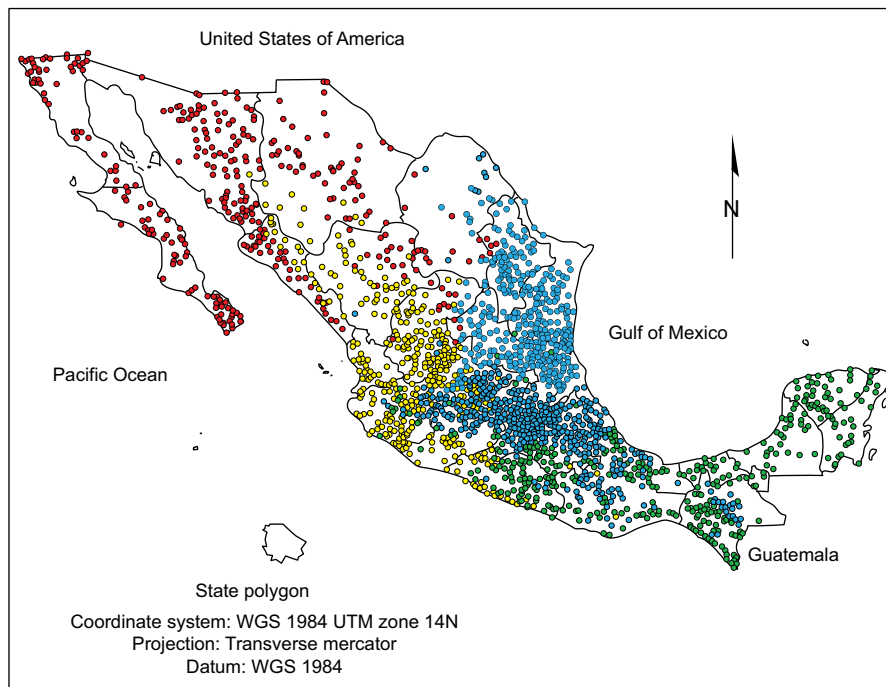 United States of America
N
Gulf of Mexico
Pacific Ocean
Guatemala
State polygon
Coordinate system: WGS 1984 UTM zone 14N
Projection: Transverse mercator
Datum: WGS 1984